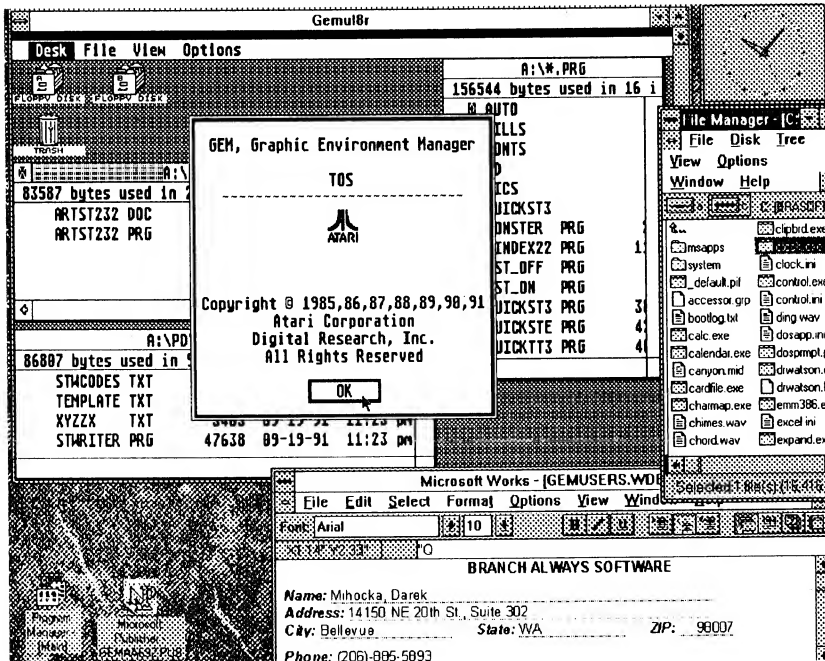 Gemul8r
Desk File View Options
FLOPPY DISK FLOPPY DISK
TRASH
A:\*.PRG
156544 bytes used in 16 i
AUTO
ILLS
ONTS
ICS
UICKST3
ONSTER PRG
INDEX22 PRG
ST_OFF PRG
ST_ON PRG
UICKST3 PRG
UICKSTE PRG
UICKTT3 PRG
A:\
83587 bytes used in
ARTST232 DOC
ARTST232 PRG
GEM, Graphic Environment Manager
TOS
ATARI
Copyright © 1985,86,87,88,89,90,91
Atari Corporation
Digital Research, Inc.
All Rights Reserved
OK
A:\PD
86807 bytes used in
STWCODES TXT
TEMPLATE TXT
XYZZX TXT
STWRITER PRG 47638 09-19-91 11:23 pm
File Manager - [C:
File Disk Tree
View Options
Window Help
msapps
system
_default.pif
accessor.grp
bootlog.txt
calc.exe
calendar.exe
canyon.mid
cardfile.exe
charmap.exe
chimes.wav
chord.wav
clipbrd.exe
clock.ini
control.exe
control.ini
ding.wav
dosapp.ini
dosprmpt.
drwatson.
drwatson.
emm386.e
excel.ini
expand.ex
Selected 1 file(s) (16,416
Microsoft Works - [GEMUSERS.WD
File Edit Select Format Options View Wind
Font: Arial 10
BRANCH ALWAYS SOFTWARE
Name: Mihocka, Darek
Address: 14150 NE 20th St., Suite 302
City: Bellevue State: WA ZIP: 98007
Phone: (206)-885-5893
Program
Manager
Microsoft
Publisher